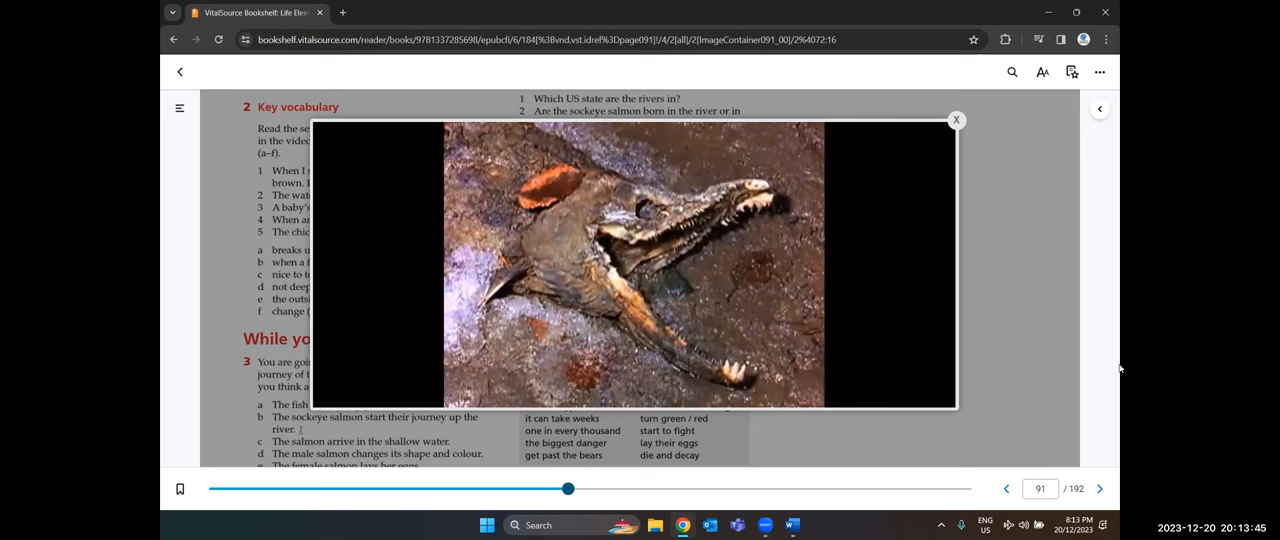 VitalSource Bookshelf: Life Elem
bookshelf.vitalsource.com/reader/books/9781337285698/epubcfi/6/184[%3Bvnd.vst.idref%3Dpage091]!/4/2[all]/2[ImageContainer091_00]/2%4072:16
2 Key vocabulary
Read the se
in the video
(a–f).
1 When I s
brown. I
2 The wate
3 A baby's
4 When an
5 The chic
a breaks u
b when a f
c nice to t
d not deep
e the outsi
f change (
While yo
3 You are goi
journey of t
you think a
a The fish
b The sockeye salmon start their journey up the
river. 1
c The salmon arrive in the shallow water.
d The male salmon changes its shape and colour.
e The female salmon lays her eggs
1 Which US state are the rivers in?
2 Are the sockeye salmon born in the river or in
X
it can take weeks turn green / red
one in every thousand start to fight
the biggest danger lay their eggs
get past the bears die and decay
91 / 192
Search
ENG
US
8:13 PM
20/12/2023
2023-12-20 20:13:45